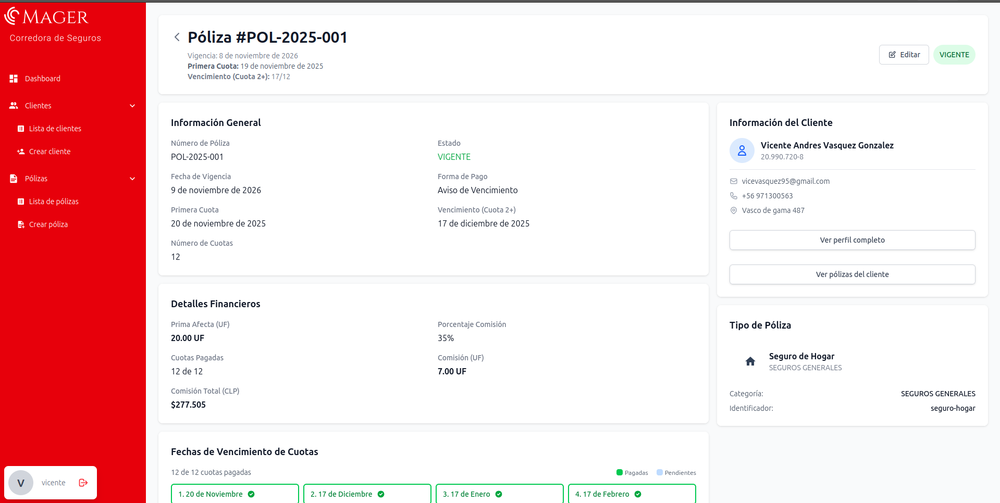 MAGER
Corredora de Seguros
Dashboard
Clientes
Lista de clientes
Crear cliente
Pólizas
Lista de pólizas
Crear póliza
V
vicente
Póliza #POL-2025-001
Vigencia: 8 de noviembre de 2026
Primera Cuota: 19 de noviembre de 2025
Vencimiento (Cuota 2+): 17/12
Editar
VIGENTE
Información General
Número de Póliza
POL-2025-001
Estado
VIGENTE
Fecha de Vigencia
9 de noviembre de 2026
Forma de Pago
Aviso de Vencimiento
Primera Cuota
20 de noviembre de 2025
Vencimiento (Cuota 2+)
17 de diciembre de 2025
Número de Cuotas
12
Detalles Financieros
Prima Afecta (UF)
20.00 UF
Porcentaje Comisión
35%
Cuotas Pagadas
12 de 12
Comisión (UF)
7.00 UF
Comisión Total (CLP)
$277.505
Fechas de Vencimiento de Cuotas
12 de 12 cuotas pagadas
Pagadas
Pendientes
1. 20 de Noviembre
2. 17 de Diciembre
3. 17 de Enero
4. 17 de Febrero
Información del Cliente
Vicente Andres Vasquez Gonzalez
20.990.720-8
vicevasquez95@gmail.com
+56 971300563
Vasco de gama 487
Ver perfil completo
Ver pólizas del cliente
Tipo de Póliza
Seguro de Hogar
SEGUROS GENERALES
Categoría:
SEGUROS GENERALES
Identificador:
seguro-hogar